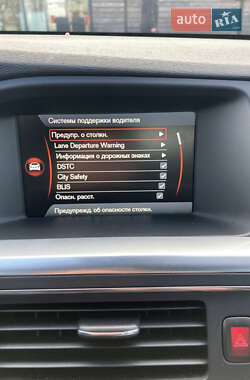 auto RIA
Системы поддержки водителя
Предупр. о столкн.
Lane Departure Warning
Информация о дорожных знаках
DSTC
City Safety
BLIS
Опасн. расст.
Предупрежд. об опасности столкн.